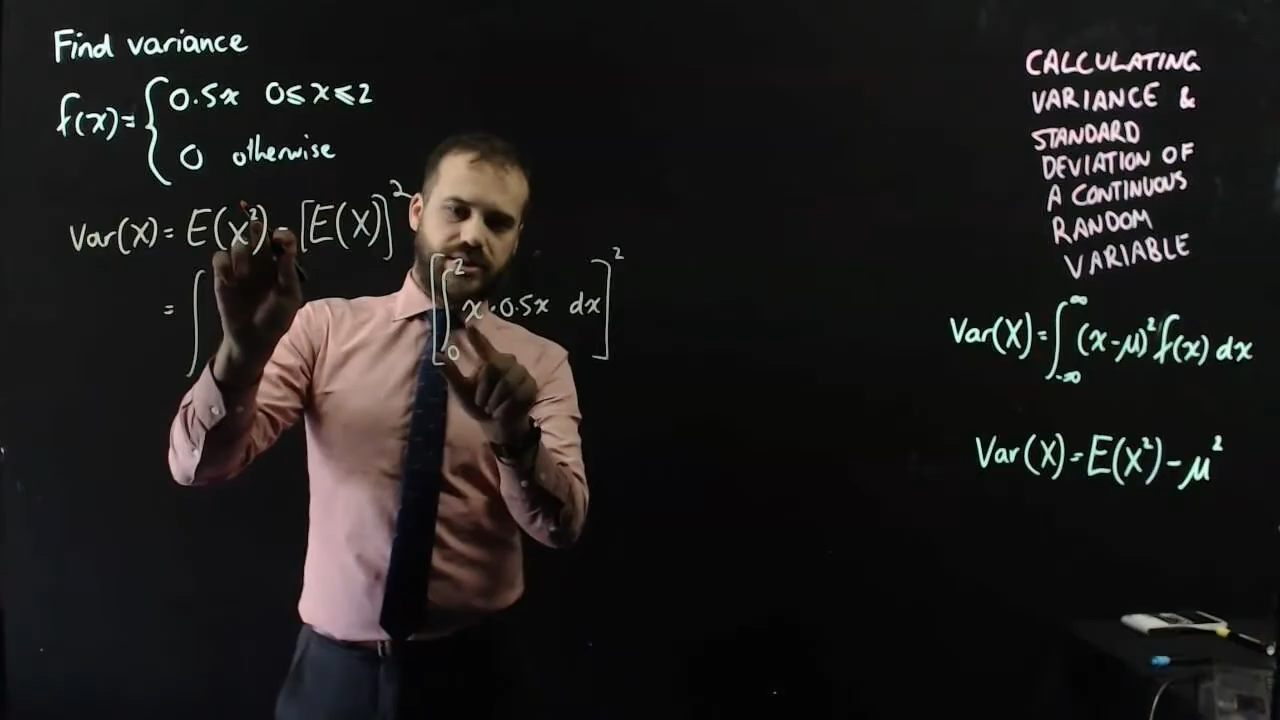 Find variance
f(x)= { 0.5x 0≤x≤2
0 otherwise
Var(X)= E(X²) - [E(X)]²
= ∫ [∫₀² x·0.5x dx]²
CALCULATING
VARIANCE &
STANDARD
DEVIATION OF
A CONTINUOUS
RANDOM
VARIABLE
Var(X)=∫_{-∞}^{∞} (x-μ)² f(x) dx
Var(X)=E(X²)-μ²